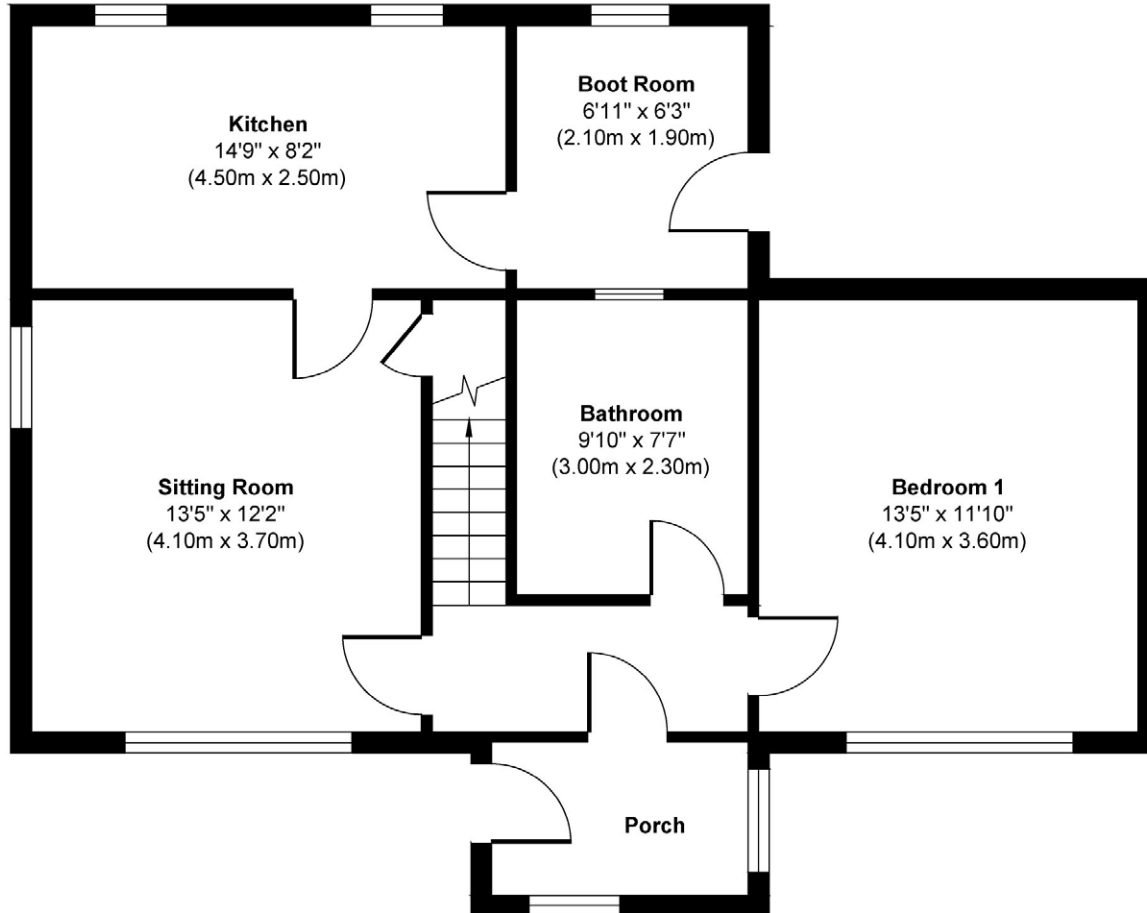 Kitchen
14'9" x 8'2"
(4.50m x 2.50m)
Boot Room
6'11" x 6'3"
(2.10m x 1.90m)
Sitting Room
13'5" x 12'2"
(4.10m x 3.70m)
Bathroom
9'10" x 7'7"
(3.00m x 2.30m)
Bedroom 1
13'5" x 11'10"
(4.10m x 3.60m)
Porch